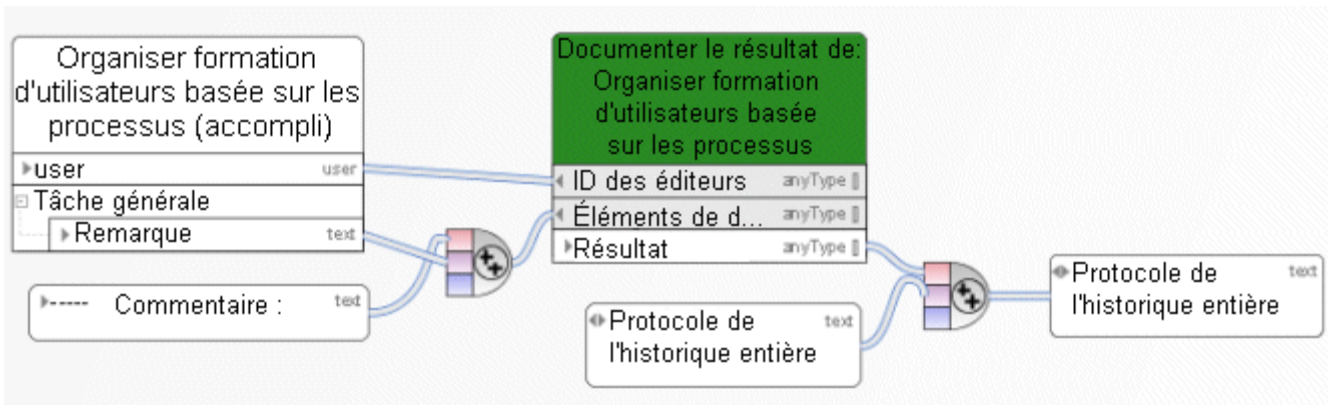 Organiser formation
d'utilisateurs basée sur les
processus (accompli)
user user
Tâche générale
Remarque text
----- Commentaire : text
Documenter le résultat de:
Organiser formation
d'utilisateurs basée
sur les processus
ID des éditeurs anyType []
Éléments de d... anyType []
Résultat anyType []
Protocole de text
l'historique entière
Protocole de text
l'historique entière